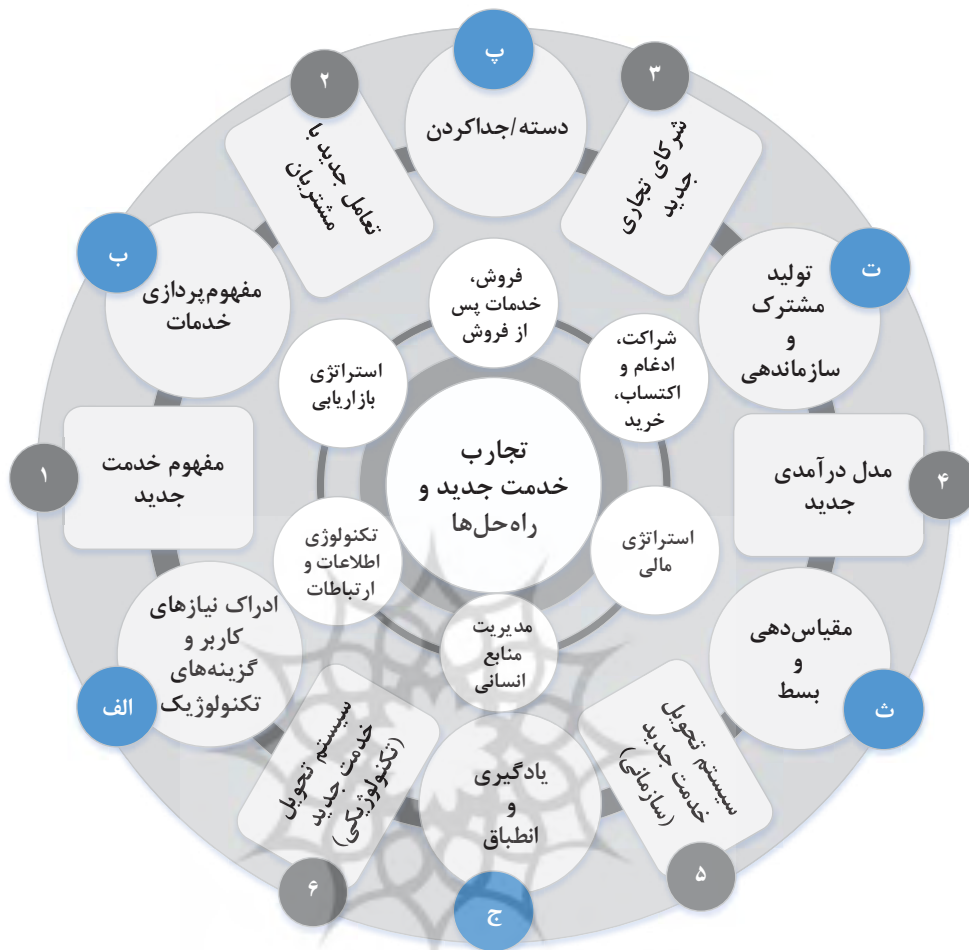 پ
دسته/جداکردن
۳
شرکای تجاری
جدید
ت
تولید
مشترک
و
سازماندهی
۴
مدل درآمدی
جدید
ث
مقیاس‌دهی
و
بسط
۵
سیستم تحویل
خدمت جدید
(سازمانی)
ج
یادگیری
و
انطباق
۶
سیستم تحویل
خدمت جدید
(تکنولوژیکی)
الف
ادراک نیازهای
کاربر و
گزینه‌های
تکنولوژیک
۱
مفهوم خدمت
جدید
ب
مفهوم‌پردازی
خدمات
۲
تعامل جدید با
مشتریان
فروش،
خدمات پس
از فروش
شراکت،
ادغام و
اکتساب،
خرید
استراتژی
مالی
مدیریت
منابع
انسانی
تکنولوژی
اطلاعات و
ارتباطات
استراتژی
بازاریابی
تجارب
خدمت جدید و
راه‌حل‌ها